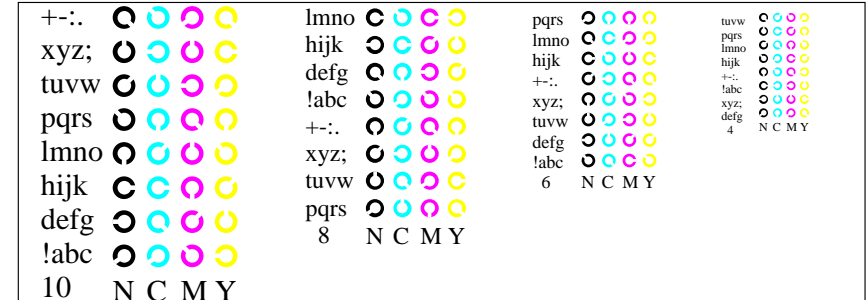 +-:.
xyz;
tuvw
pqrs
lmno
hijk
defg
!abc
10 N C M Y
lmno
hijk
defg
!abc
+-:.
xyz;
tuvw
pqrs
8 N C M Y
pqrs
lmno
hijk
+-:.
xyz;
tuvw
defg
!abc
6 N C M Y
tuvw
pqrs
lmno
hijk
+-:.
!abc
xyz;
defg
4 N C M Y